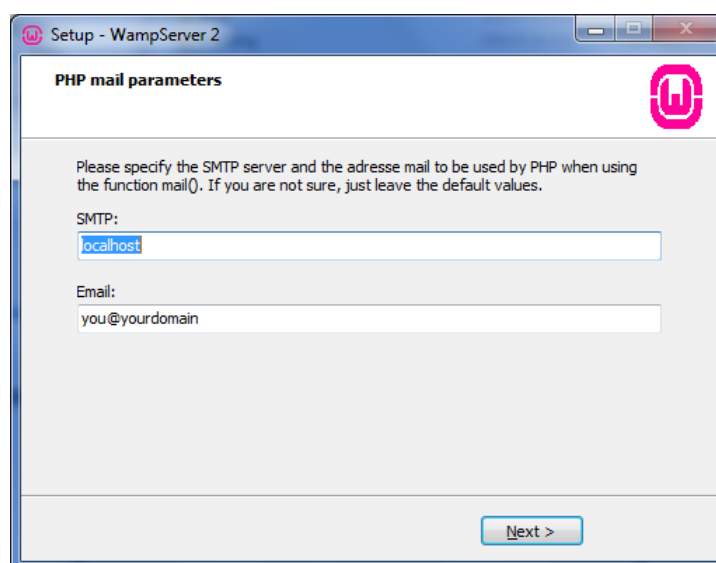 Setup - WampServer 2
PHP mail parameters
Please specify the SMTP server and the adresse mail to be used by PHP when using
the function mail(). If you are not sure, just leave the default values.
SMTP:
localhost
Email:
you@yourdomain
Next >